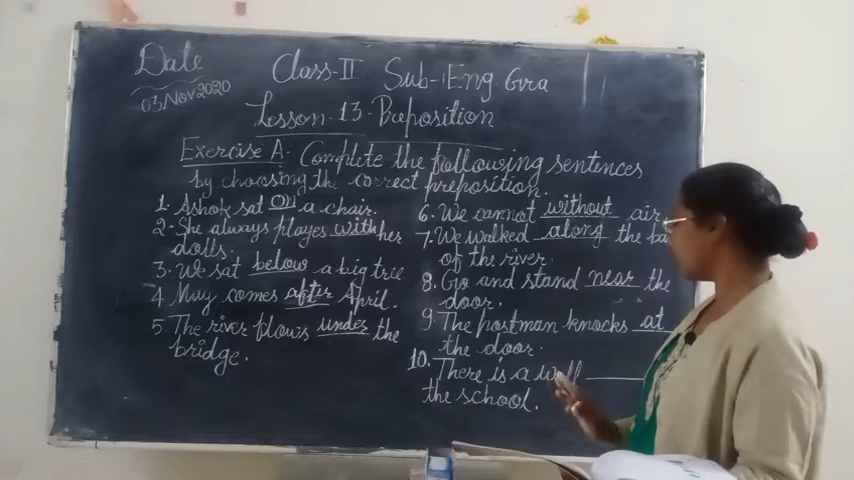 Date
03 Nov 2020
Class-II Sub-Eng Gra
Lesson-13-Preposition
Exercise A- Complete the following sentences
by choosing the correct preposition.
1. Ashok sat on a chair.
2. She always playes with her
dolls.
3. We sat below a big tree
4. May comes after April.
5. The river flows under the
bridge.
6. We cannot without air.
7. We walked along the
of the river.
8. Go and stand near the
door.
9. The postman knocks at
the door.
10. There is a ____
the school.